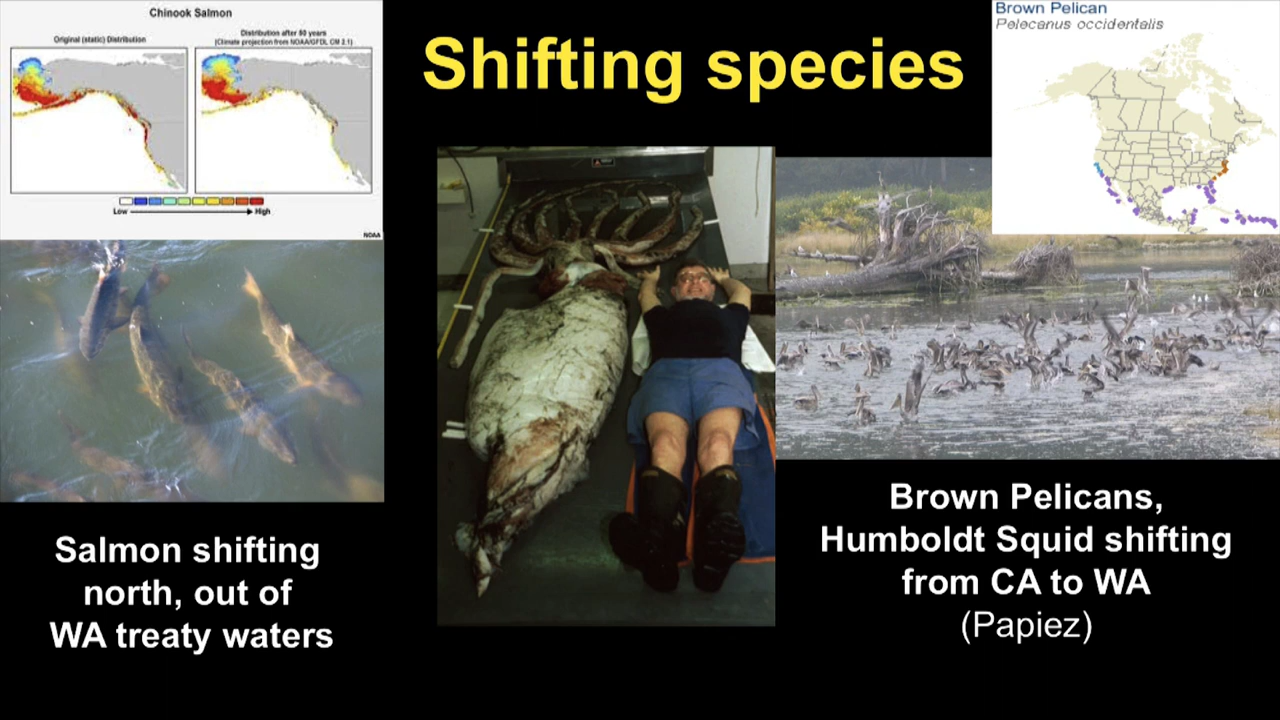 Shifting species
Chinook Salmon
Original (static) Distribution
Distribution after 50 years
(Climate projection from NOAA/GFDL CM 2.1)
Low
High
NOAA
Brown Pelican
Pelecanus occidentalis
Salmon shifting
north, out of
WA treaty waters
Brown Pelicans,
Humboldt Squid shifting
from CA to WA
(Papiez)